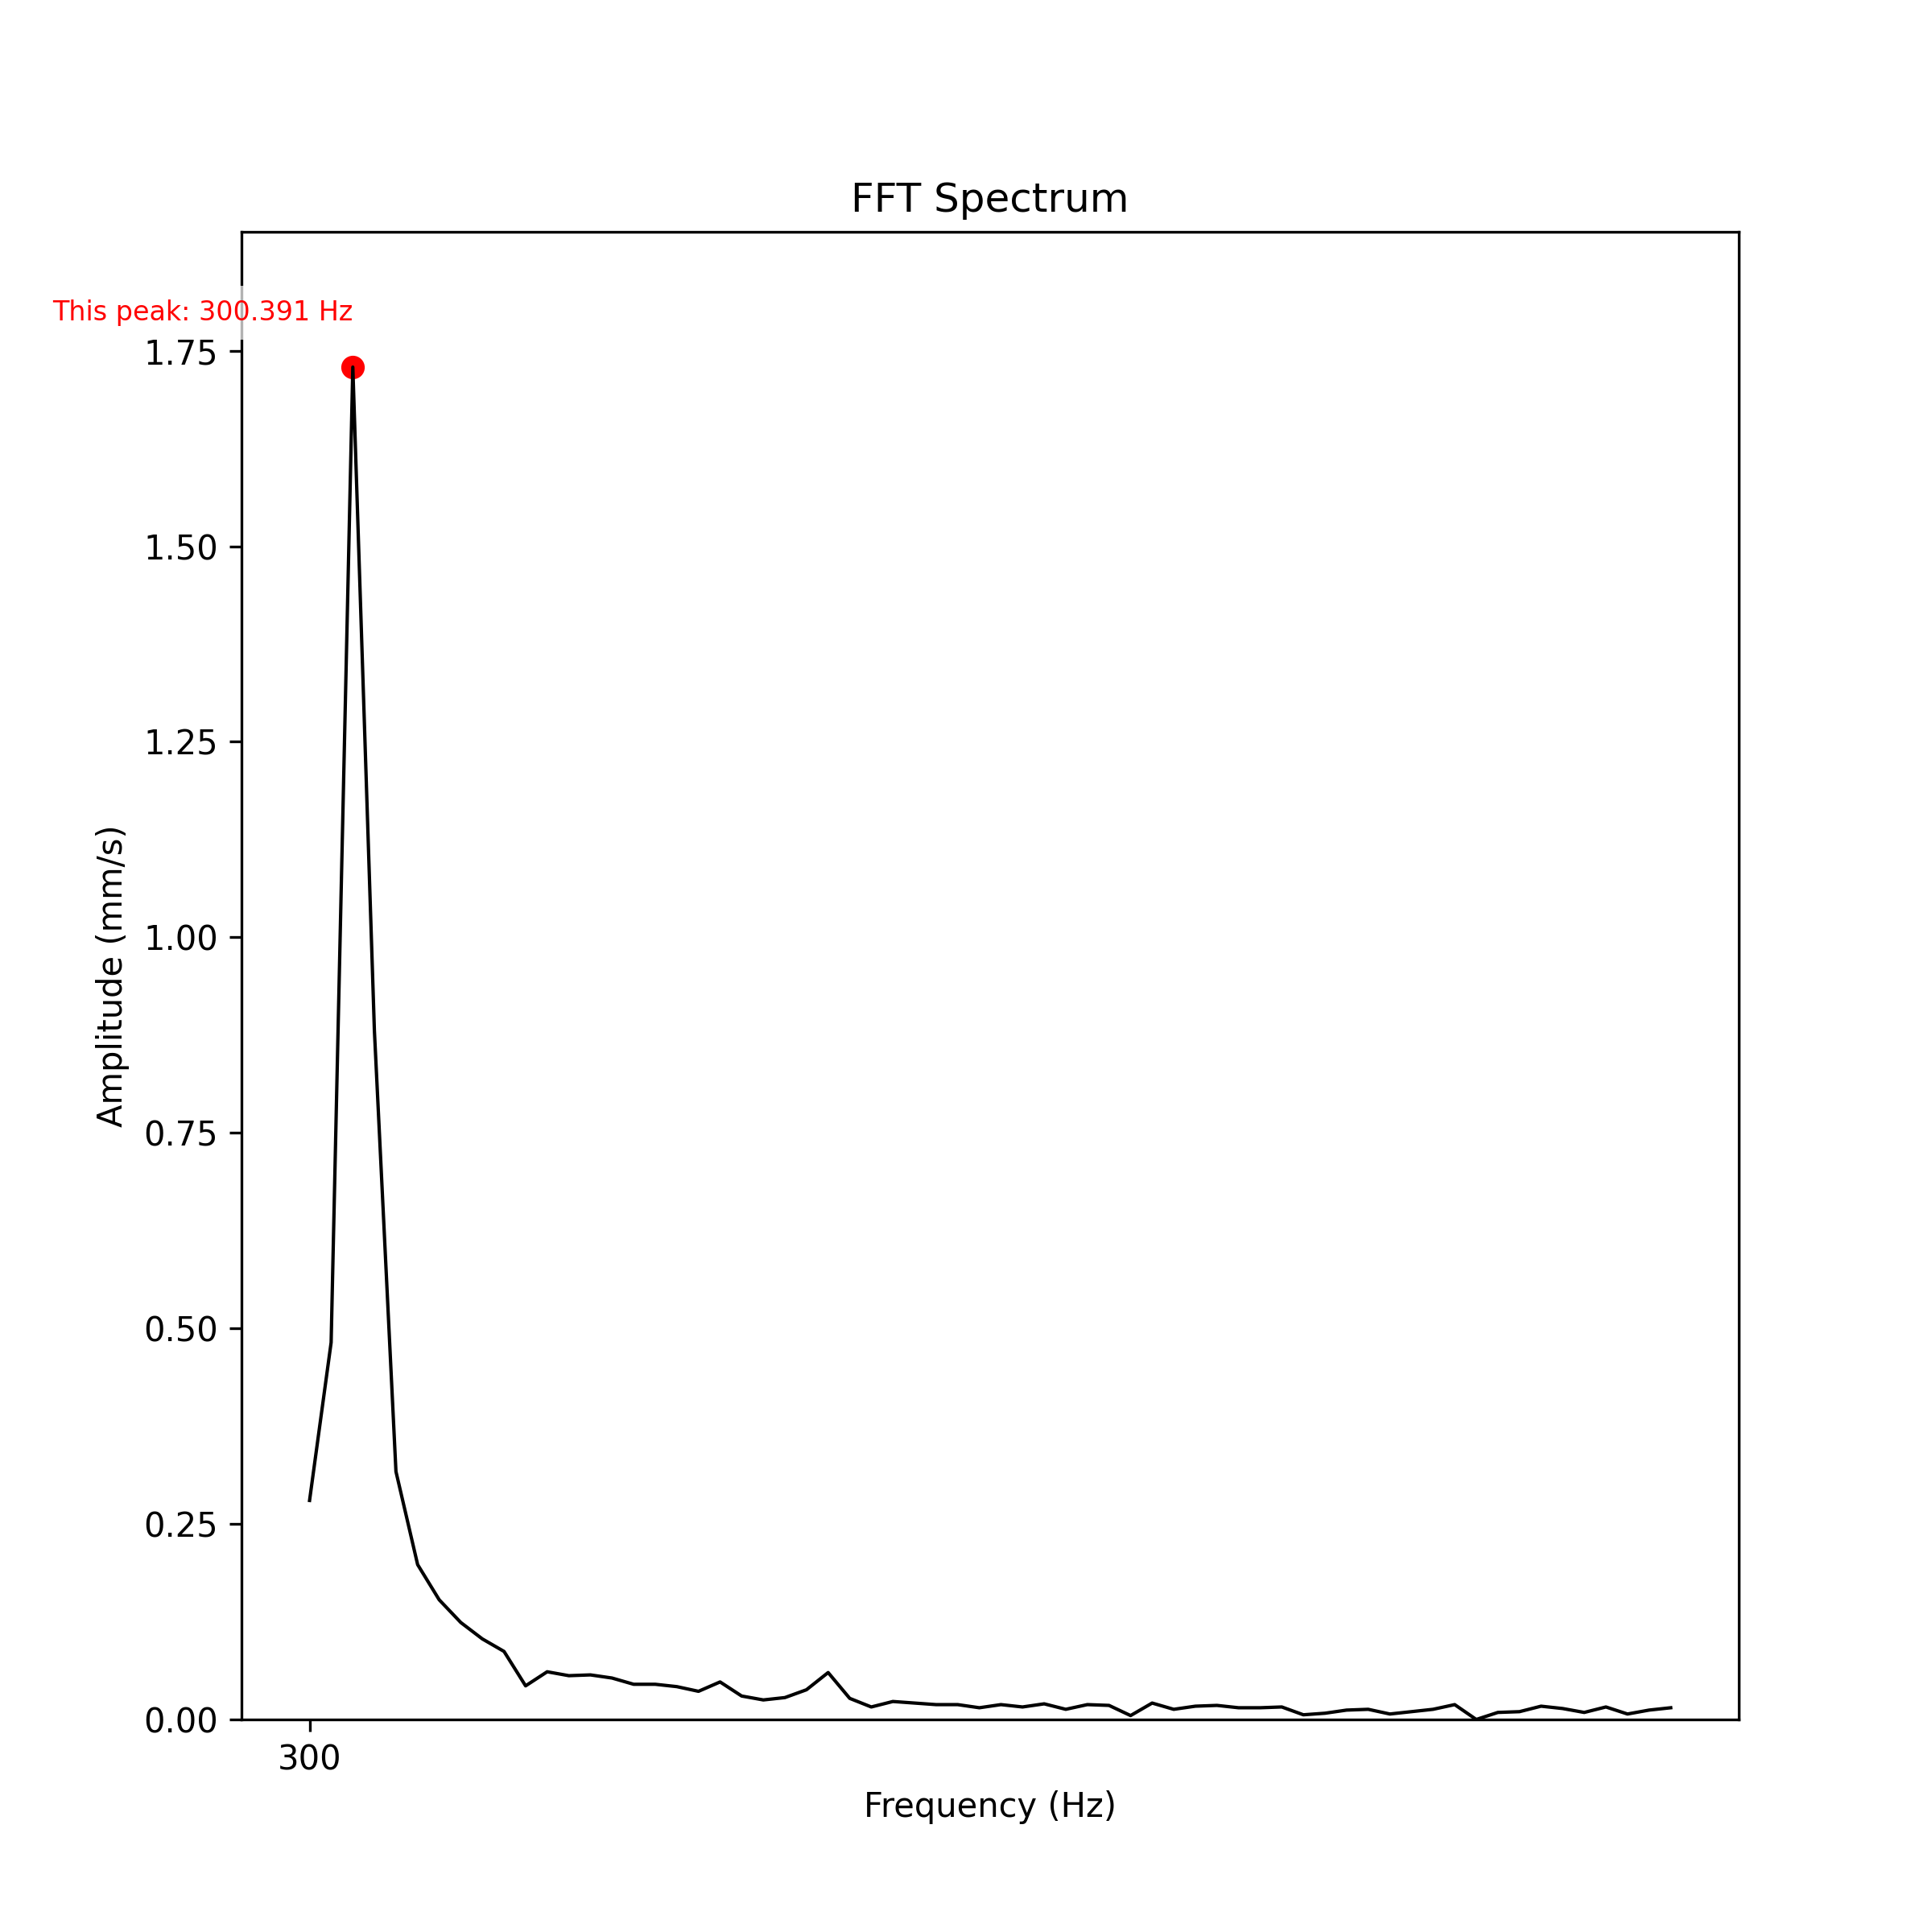 FFT Spectrum
This peak: 300.391 Hz
1.75
1.50
1.25
1.00
0.75
0.50
0.25
0.00
Amplitude (mm/s)
300
Frequency (Hz)